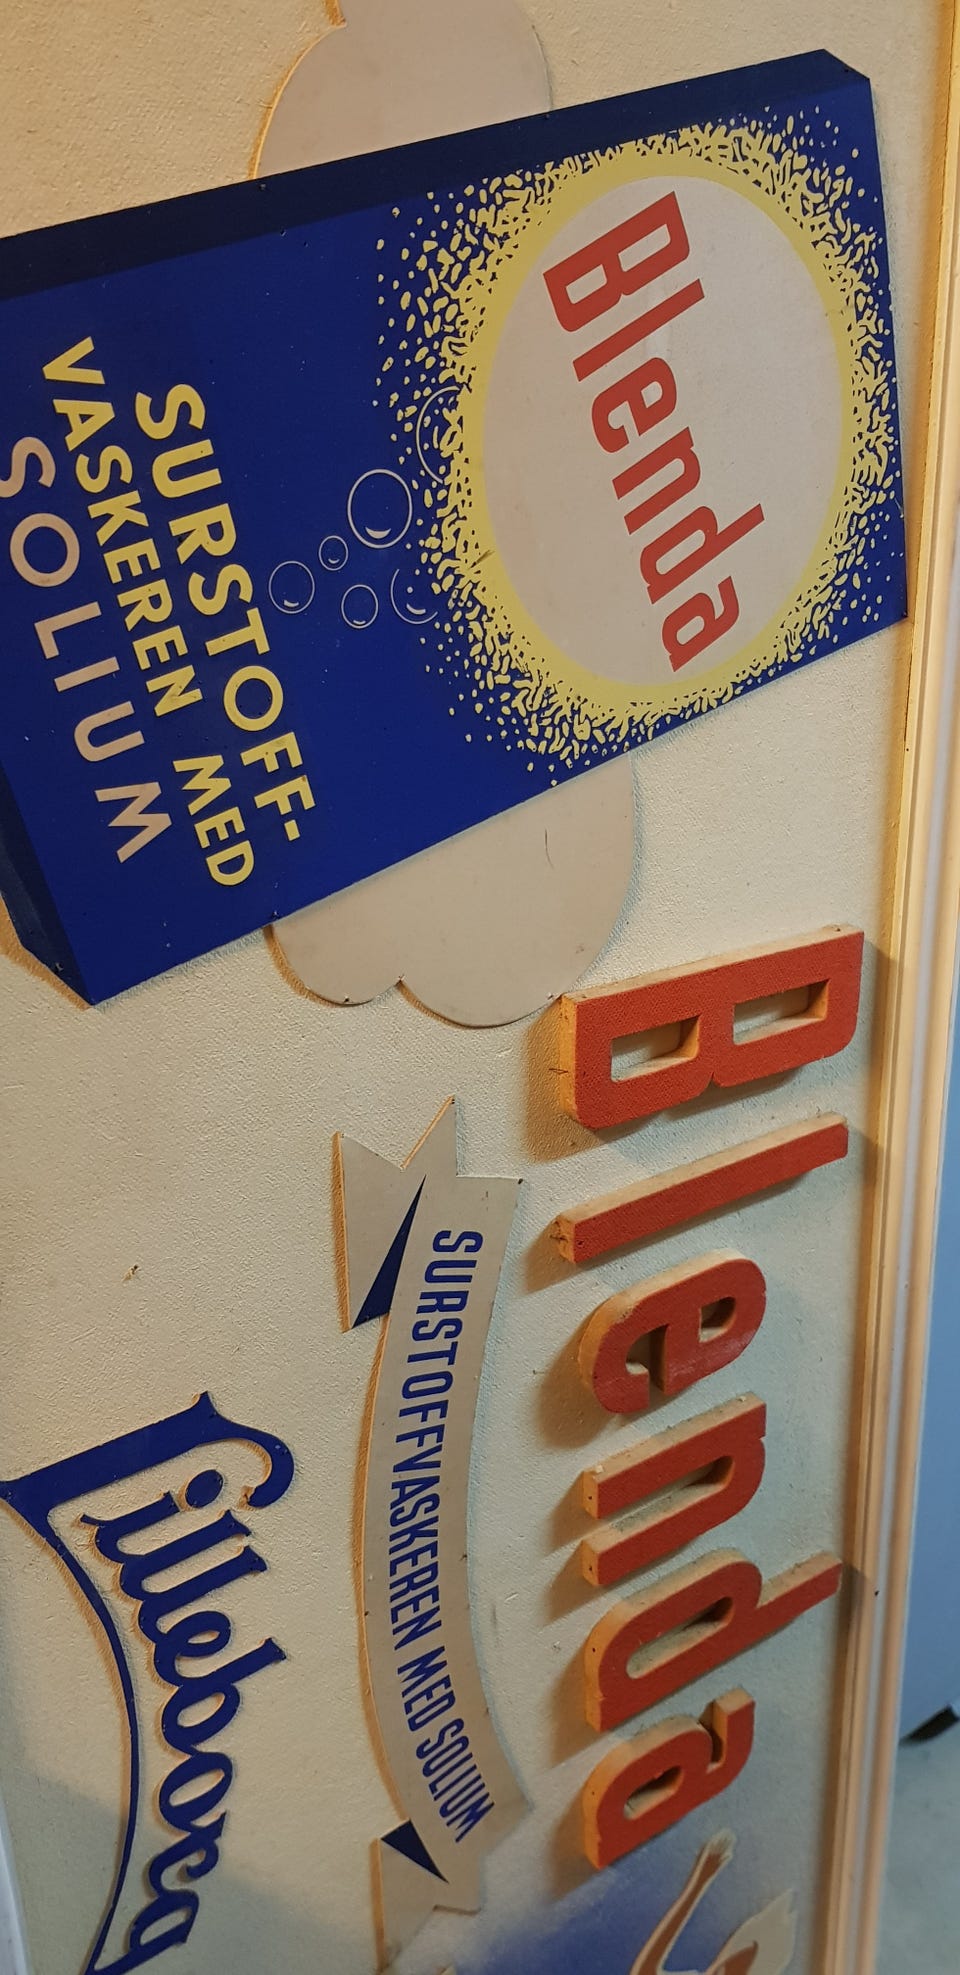 Blenda
SURSTOFF-
VASKEREN MED
SOLIUM
Blenda
SURSTOFFVASKEREN MED SOLIUM
Lilleborg